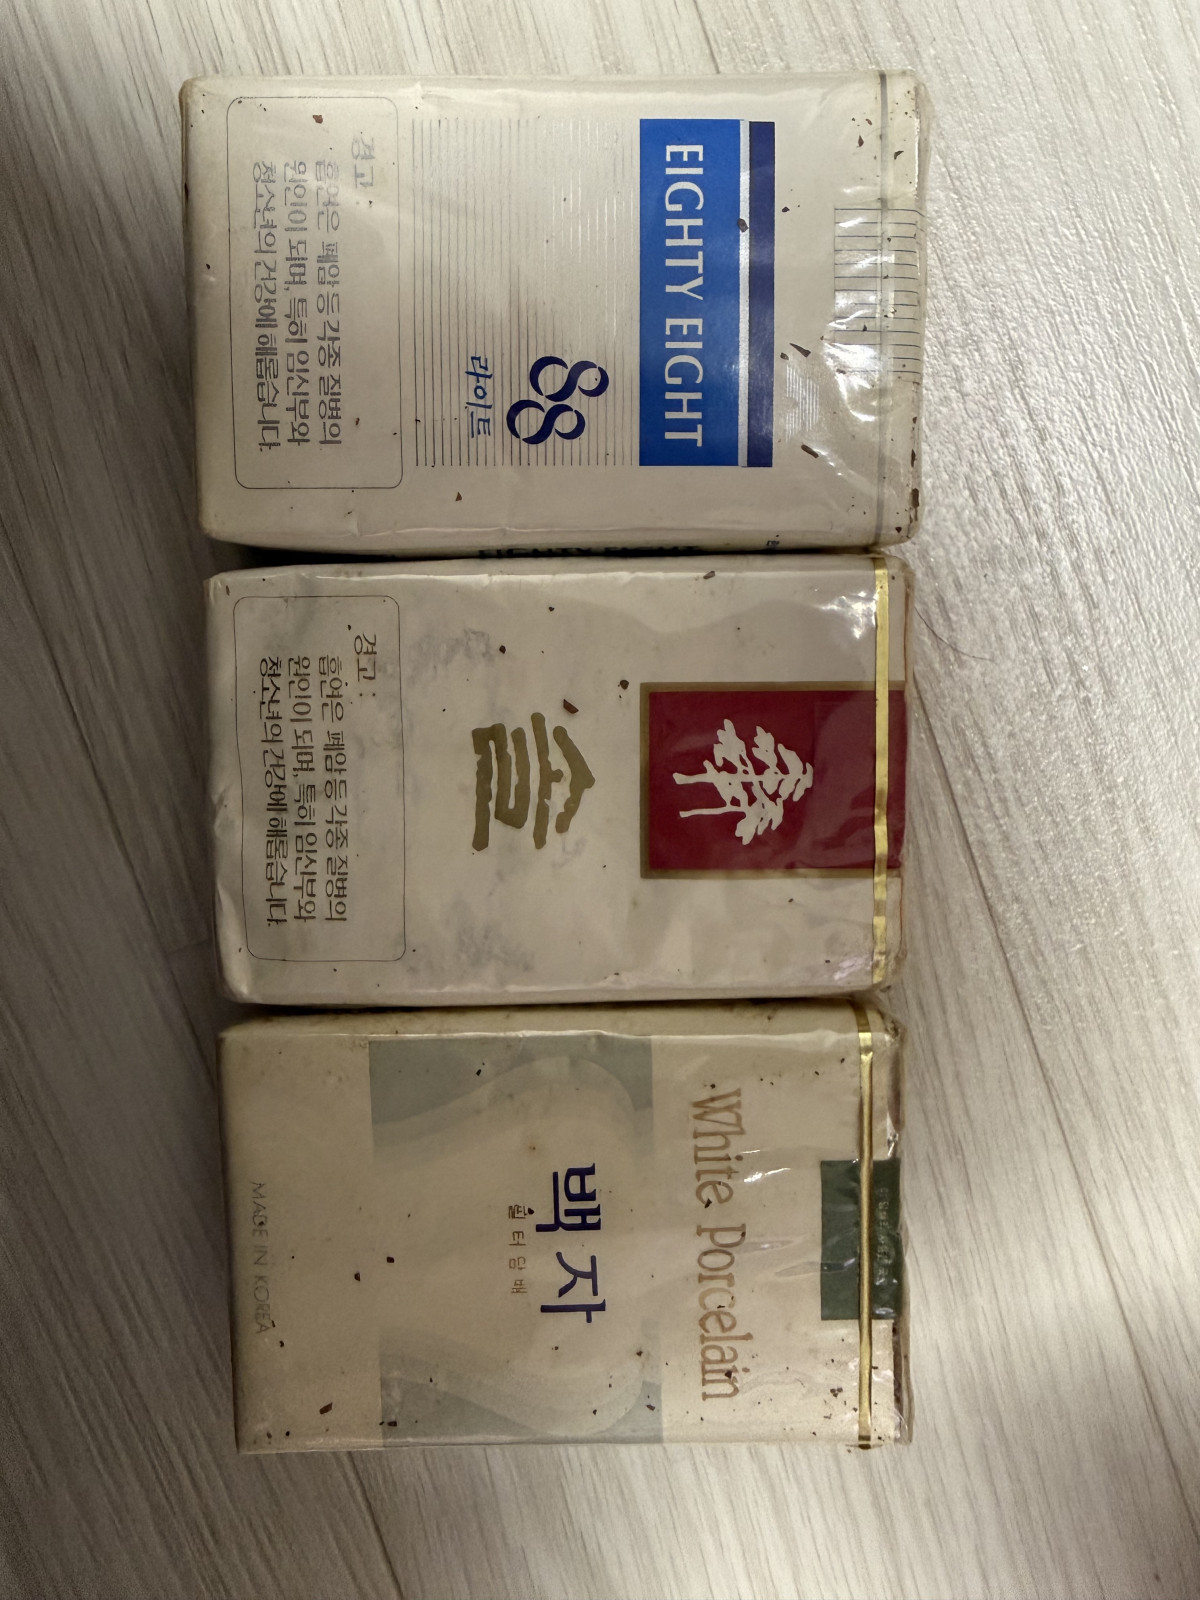 EIGHTY EIGHT
88
라이트
경고 :
흡연은 폐암 등 각종 질병의
원인이 되며, 특히 임신부와
청소년의 건강에 해롭습니다.
솔
경고 :
흡연은 폐암 등 각종 질병의
원인이 되며, 특히 임신부와
청소년의 건강에 해롭습니다.
White Porcelain
백자
필터담배
MADE IN KOREA